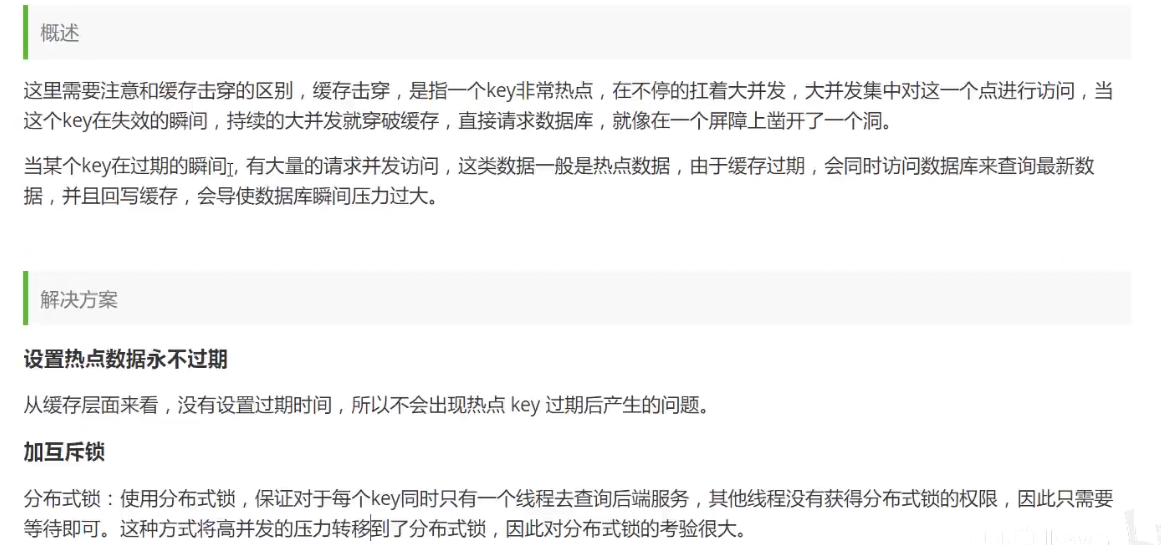 概述
这里需要注意和缓存击穿的区别，缓存击穿，是指一个key非常热点，在不停的扛着大并发，大并发集中对这一个点进行访问，当
这个key在失效的瞬间，持续的大并发就穿破缓存，直接请求数据库，就像在一个屏障上凿开了一个洞。
当某个key在过期的瞬间，有大量的请求并发访问，这类数据一般是热点数据，由于缓存过期，会同时访问数据库来查询最新数
据，并且回写缓存，会导使数据库瞬间压力过大。
解决方案
设置热点数据永不过期
从缓存层面来看，没有设置过期时间，所以不会出现热点 key 过期后产生的问题。
加互斥锁
分布式锁：使用分布式锁，保证对于每个key同时只有一个线程去查询后端服务，其他线程没有获得分布式锁的权限，因此只需要
等待即可。这种方式将高并发的压力转移到了分布式锁，因此对分布式锁的考验很大。